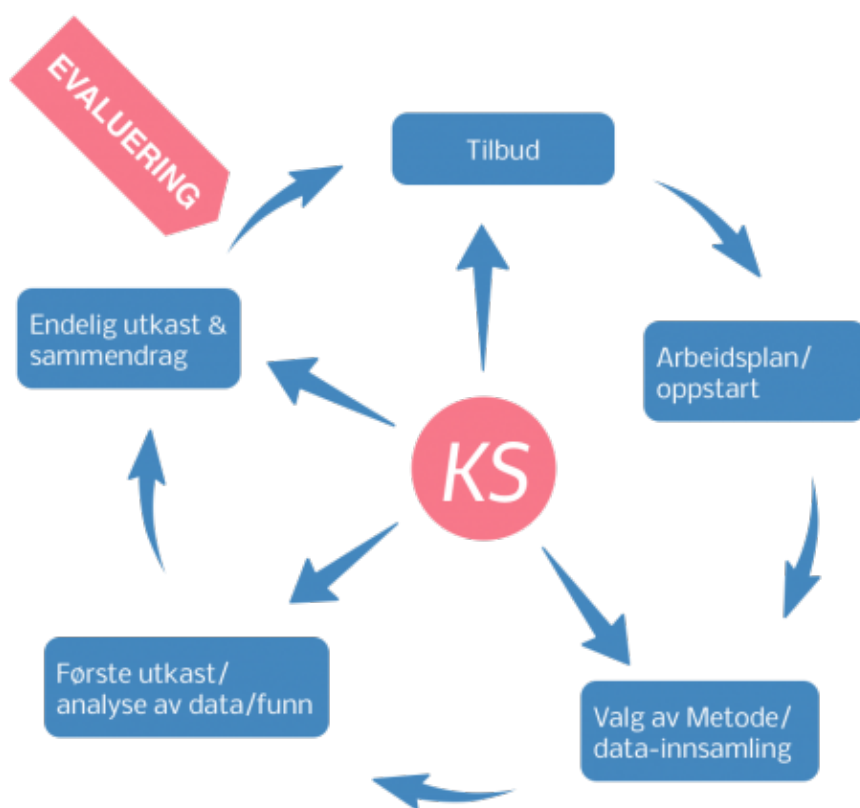 EVALUERING
Tilbud
Endelig utkast &
sammendrag
Arbeidsplan/
oppstart
KS
Første utkast/
analyse av data/funn
Valg av Metode/
data-innsamling